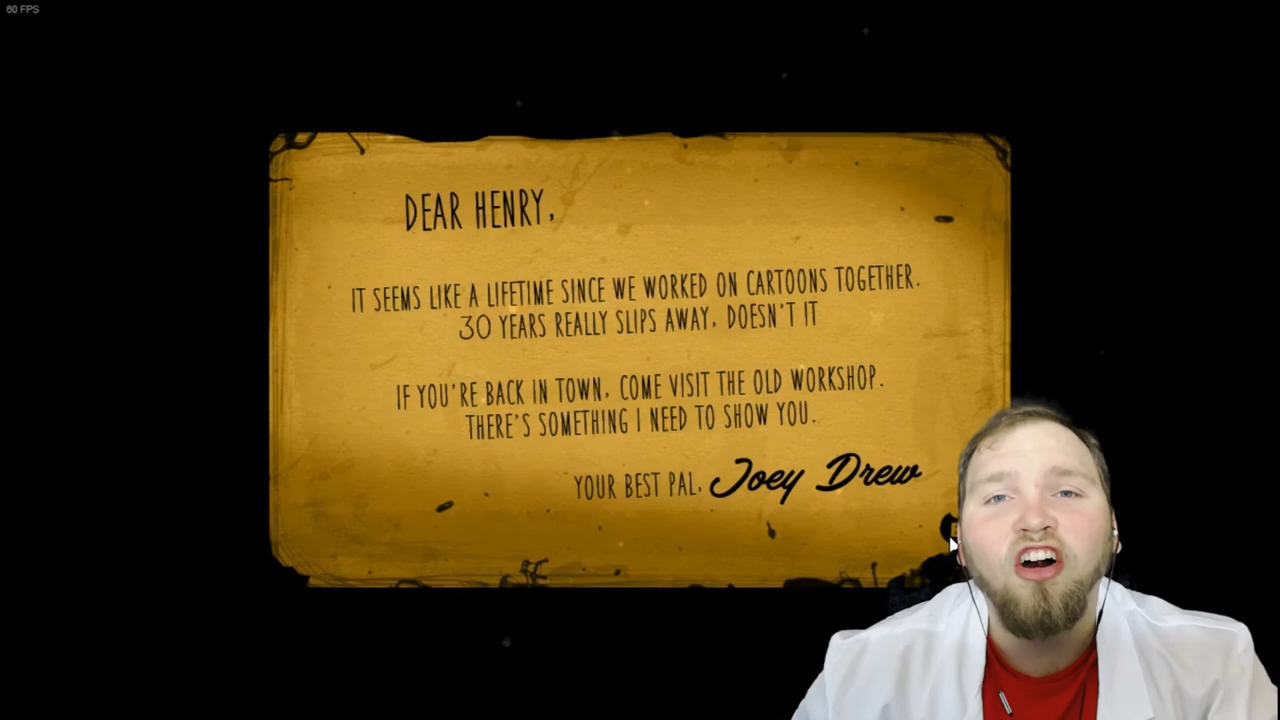 60 FPS
DEAR HENRY,
IT SEEMS LIKE A LIFETIME SINCE WE WORKED ON CARTOONS TOGETHER.
30 YEARS REALLY SLIPS AWAY, DOESN'T IT
IF YOU'RE BACK IN TOWN, COME VISIT THE OLD WORKSHOP.
THERE'S SOMETHING I NEED TO SHOW YOU.
YOUR BEST PAL, Joey Drew